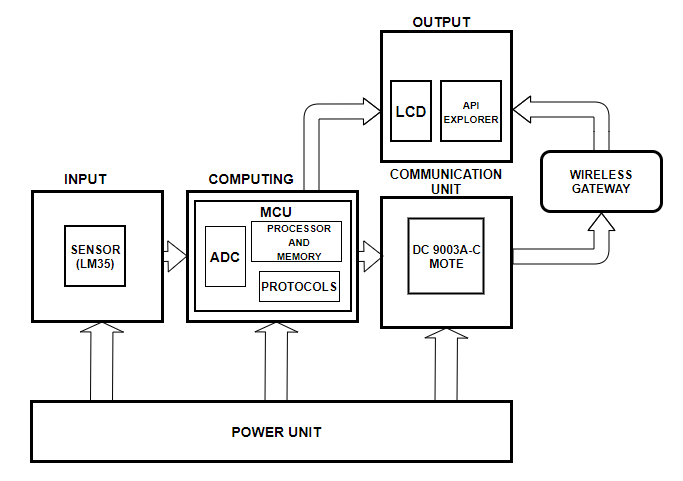 OUTPUT
LCD
API
EXPLORER
INPUT
COMPUTING
COMMUNICATION
UNIT
WIRELESS
GATEWAY
SENSOR
(LM35)
MCU
ADC
PROCESSOR
AND
MEMORY
PROTOCOLS
DC 9003A-C
MOTE
POWER UNIT